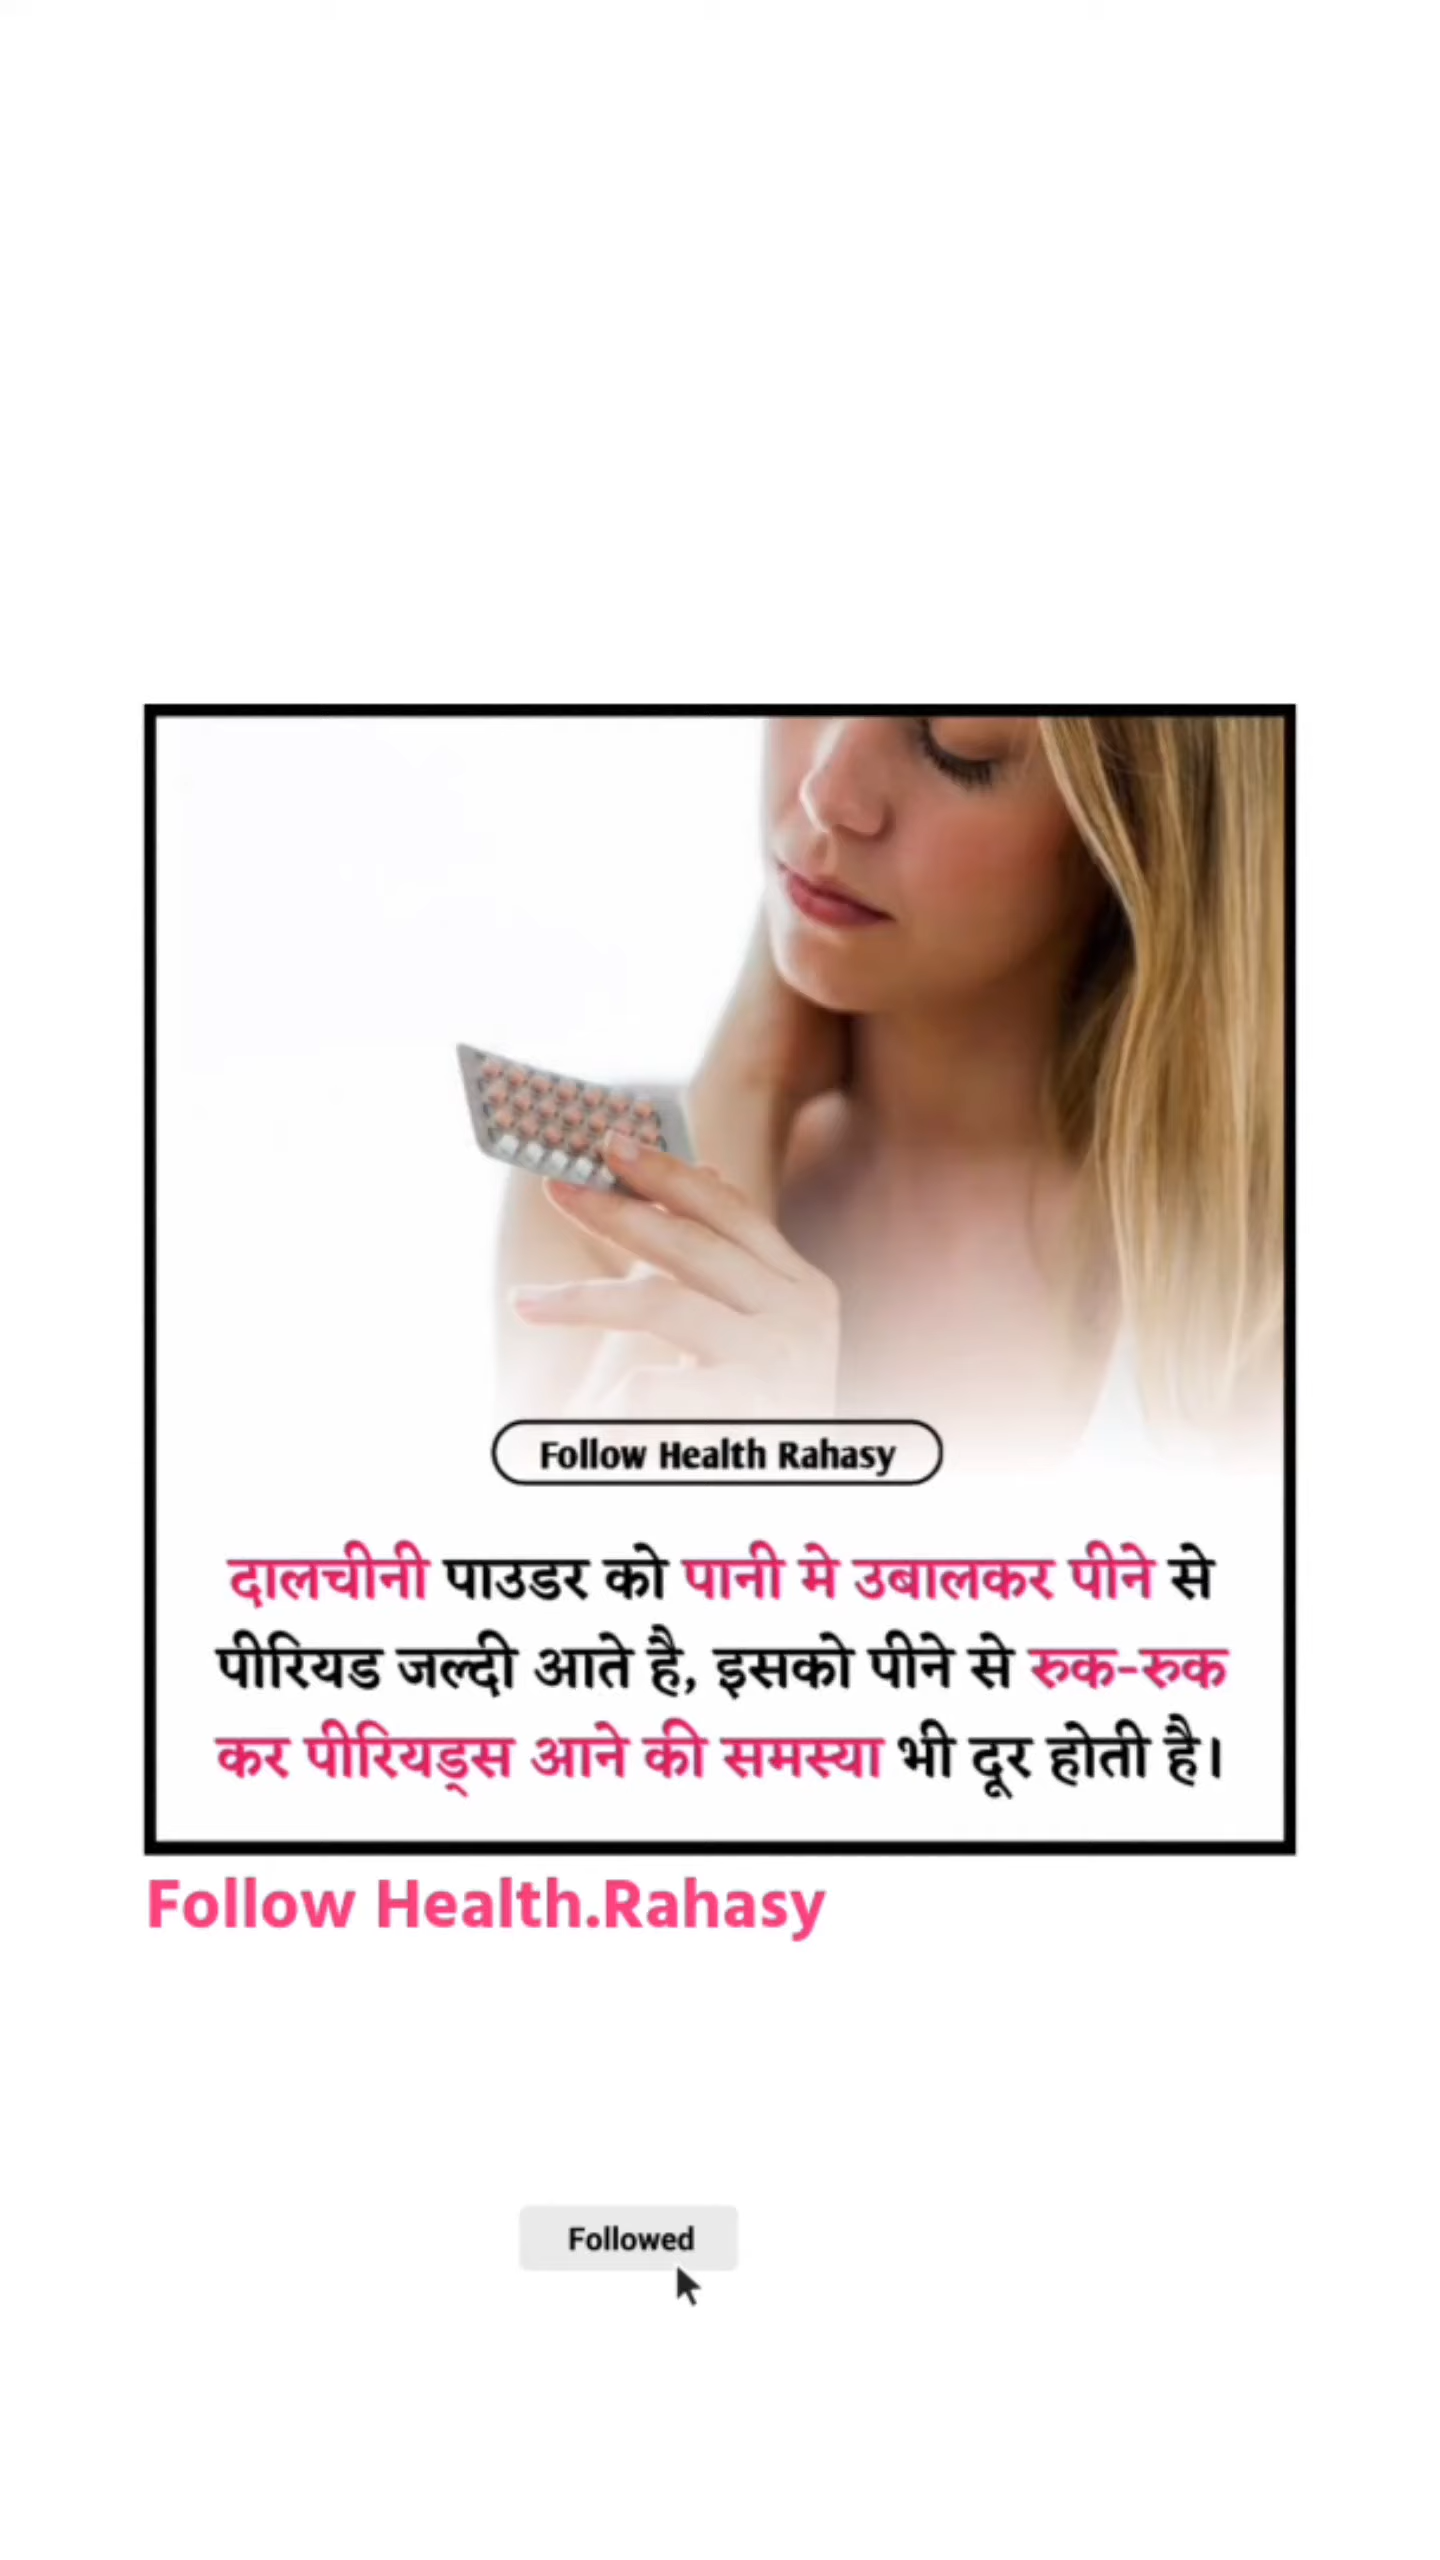 Follow Health Rahasy
दालचीनी पाउडर को पानी मे उबालकर पीने से
पीरियड जल्दी आते है, इसको पीने से रुक-रुक
कर पीरियड्स आने की समस्या भी दूर होती है।
Follow Health.Rahasy
Followed